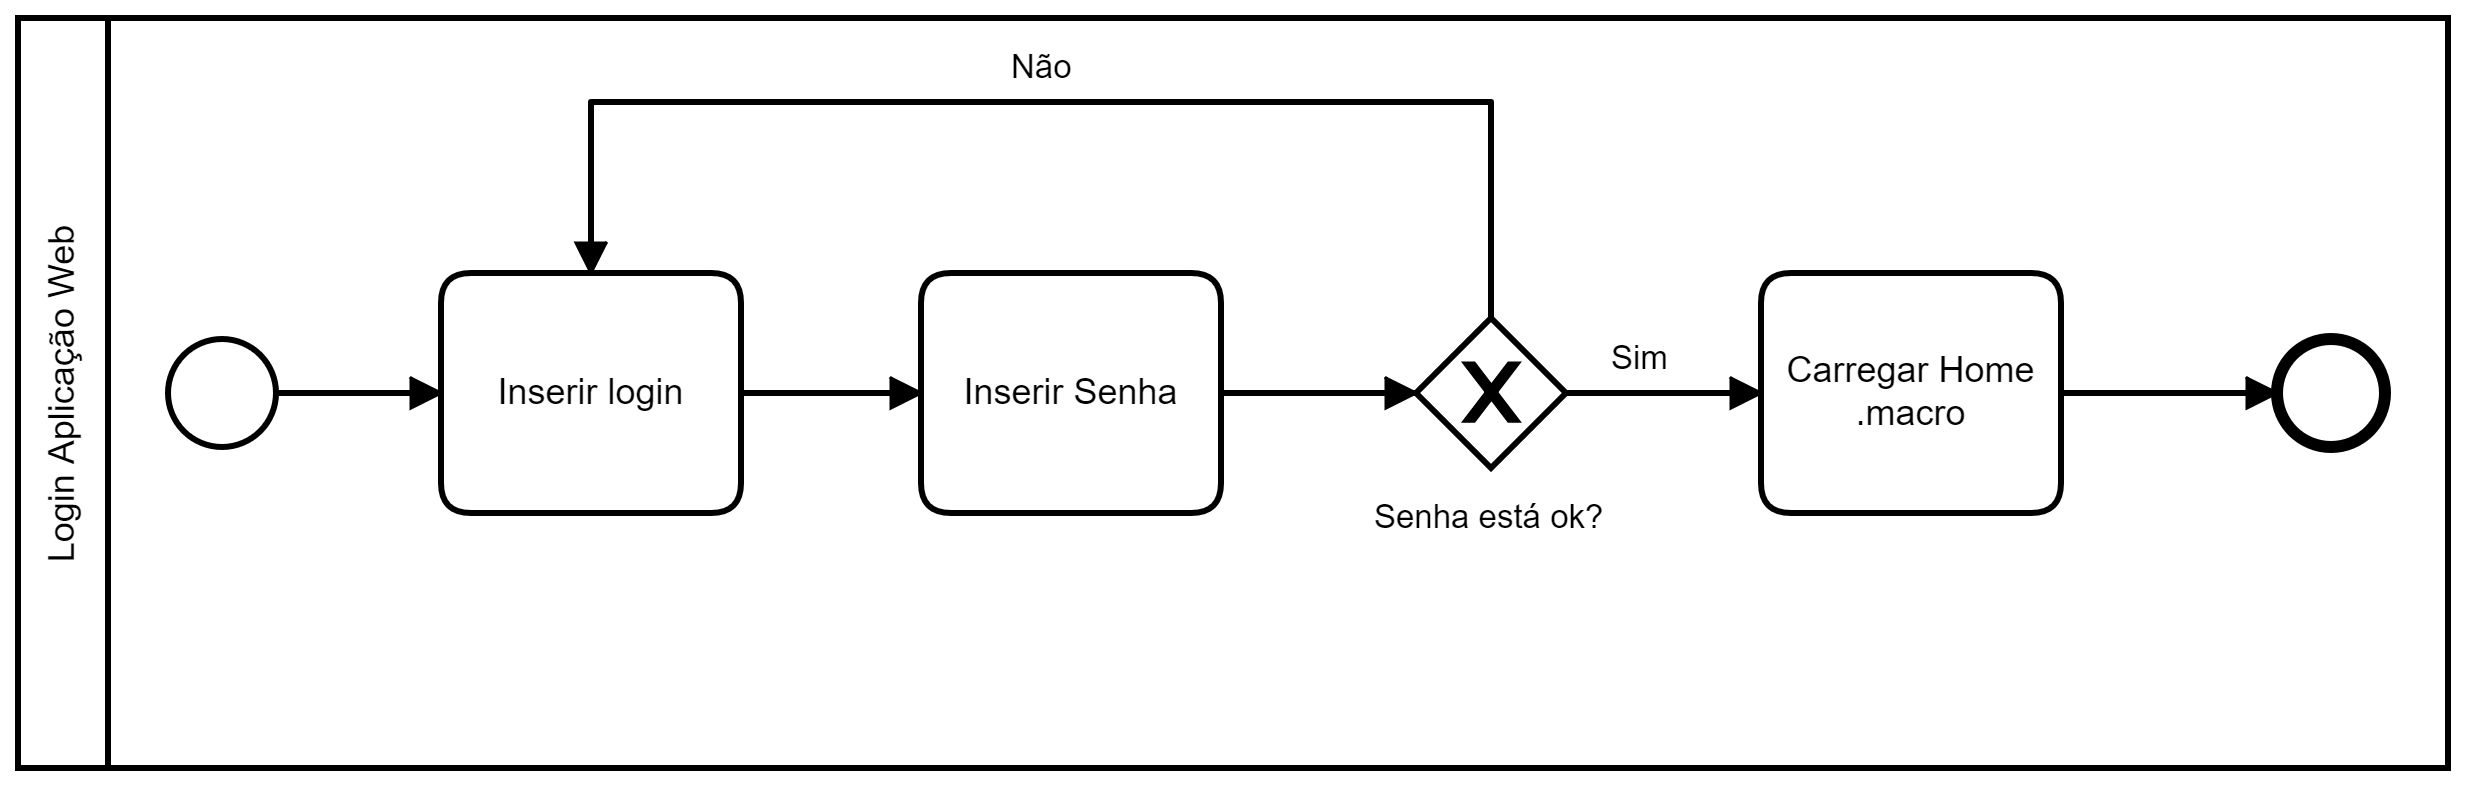 Login Aplicação Web
Não
Inserir login
Inserir Senha
X
Senha está ok?
Sim
Carregar Home
.macro